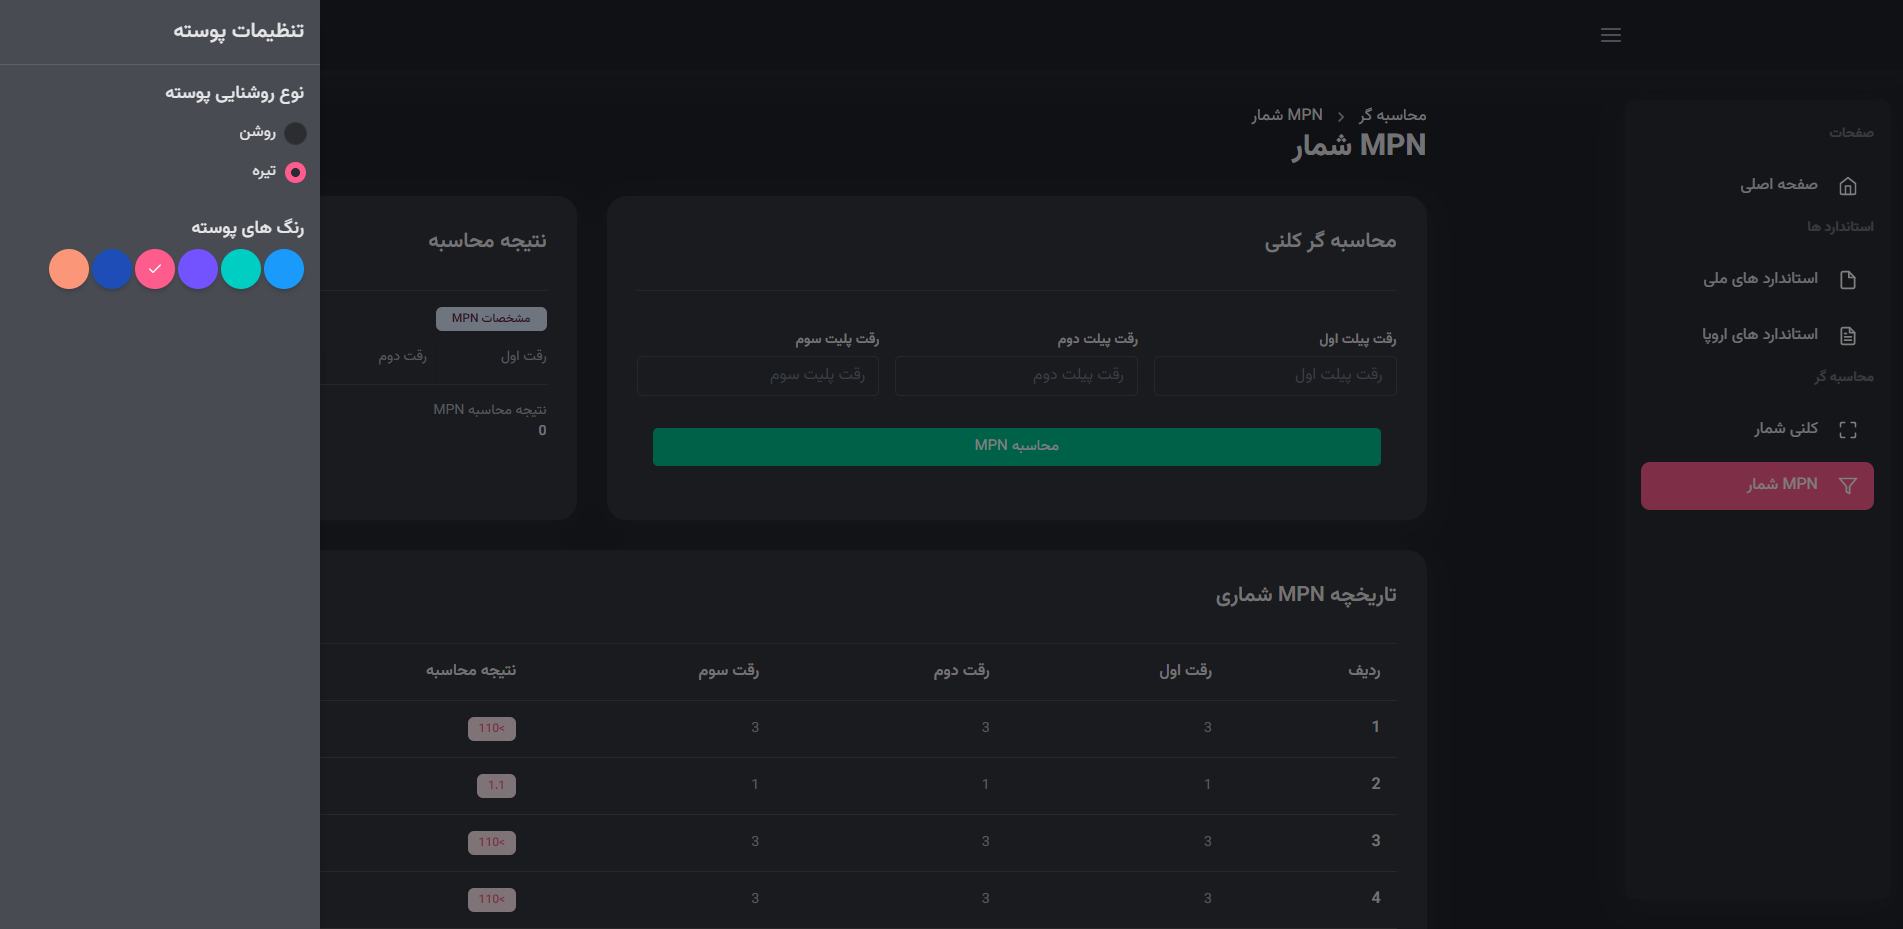 تنظیمات پوسته
نوع روشنایی پوسته
روشن
تیره
رنگ های پوسته
صفحات
صفحه اصلی
استاندارد ها
استاندارد های ملی
استاندارد های اروپا
محاسبه گر
کلنی شمار
MPN شمار
محاسبه گر > MPN شمار
MPN شمار
محاسبه گر کلنی
رقت پیلت اول رقت پیلت دوم رقت پلیت سوم
رقت پیلت اول رقت پیلت دوم رقت پلیت سوم
محاسبه MPN
نتیجه محاسبه
مشخصات MPN
رقت اول رقت دوم
نتیجه محاسبه MPN
0
تاریخچه MPN شماری
ردیف رقت اول رقت دوم رقت سوم نتیجه محاسبه
1 3 3 3 110<
2 1 1 1 1.1
3 3 3 3 110<
4 3 3 3 110<